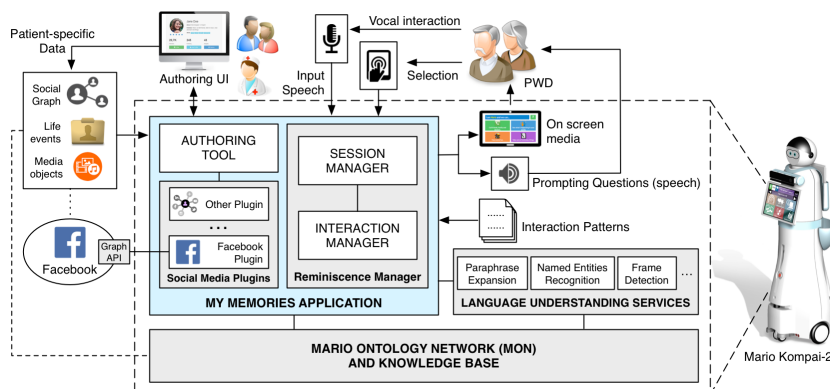 Patient-specific
Data
Social
Graph
Life
events
Media
objects
Facebook
Graph
API
Authoring UI
Input
Speech
Vocal interaction
Selection
PWD
On screen
media
Prompting Questions (speech)
Interaction Patterns
AUTHORING
TOOL
Other Plugin
...
Facebook
Plugin
Social Media Plugins
SESSION
MANAGER
INTERACTION
MANAGER
Reminiscence Manager
MY MEMORIES APPLICATION
Paraphrase
Expansion
Named Entities
Recognition
Frame
Detection
...
LANGUAGE UNDERSTANDING SERVICES
MARIO ONTOLOGY NETWORK (MON)
AND KNOWLEDGE BASE
Mario Kompai-2